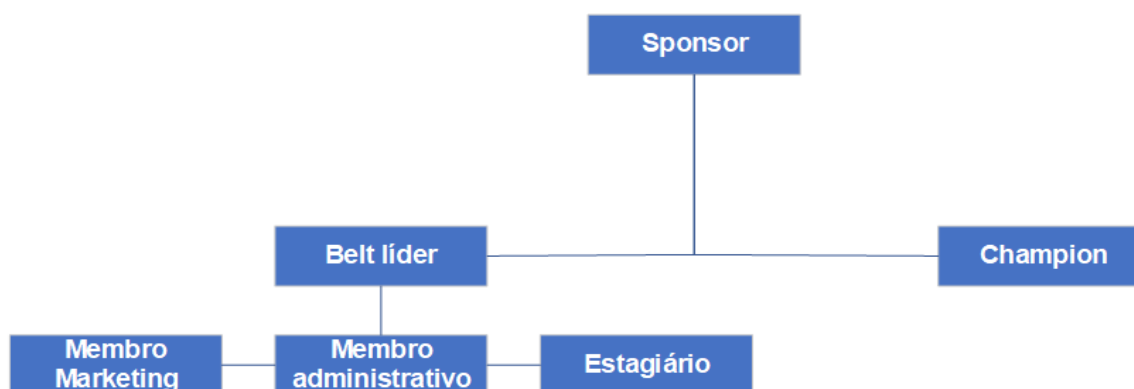 Sponsor
Belt líder
Champion
Membro
Marketing
Membro
administrativo
Estagiário